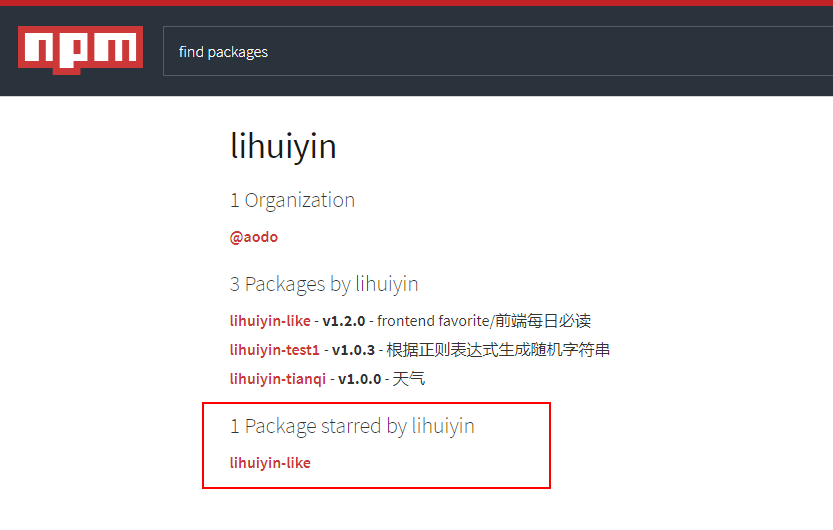 npm
find packages
lihuiyin
1 Organization
@aodo
3 Packages by lihuiyin
lihuiyin-like - v1.2.0 - frontend favorite/前端每日必读
lihuiyin-test1 - v1.0.3 - 根据正则表达式生成随机字符串
lihuiyin-tianqi - v1.0.0 - 天气
1 Package starred by lihuiyin
lihuiyin-like